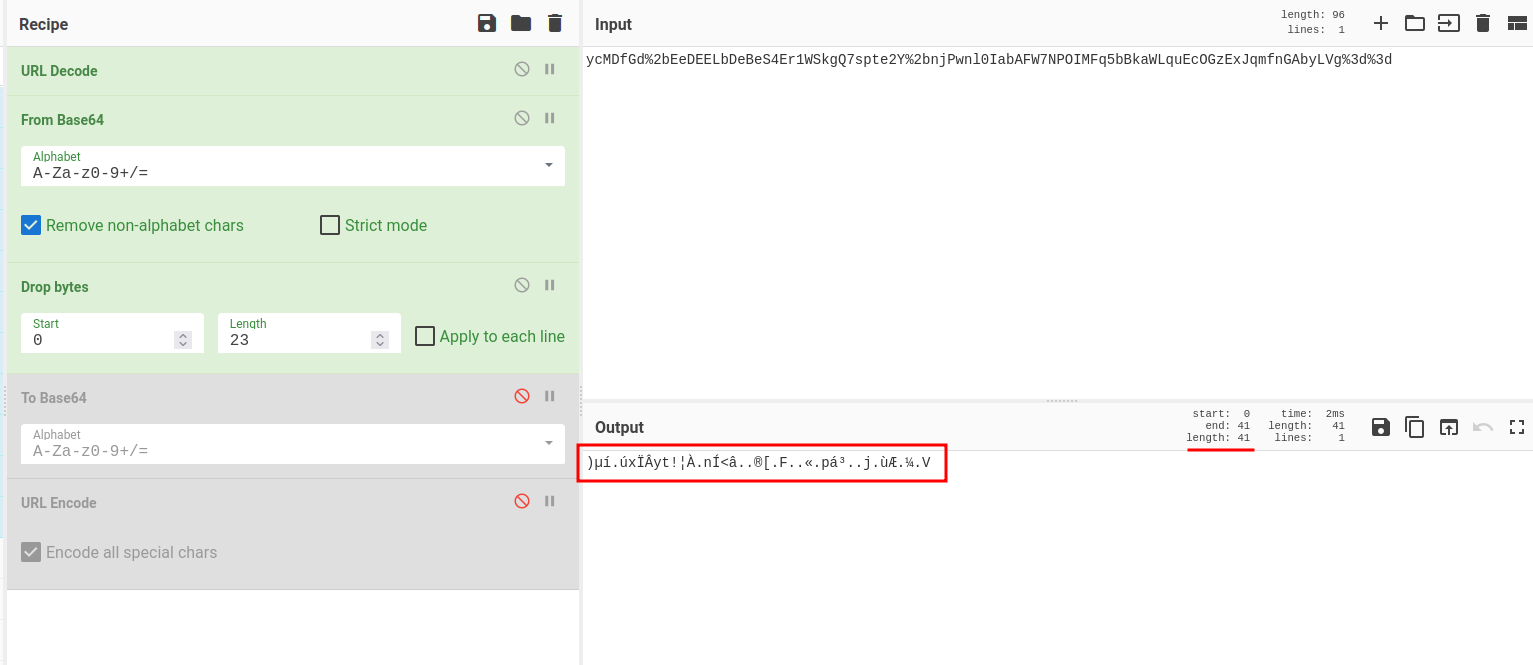 Recipe
URL Decode
From Base64
Alphabet
A-Za-z0-9+/=
Remove non-alphabet chars
Strict mode
Drop bytes
Start
0
Length
23
Apply to each line
To Base64
Alphabet
A-Za-z0-9+/=
URL Encode
Encode all special chars
Input
length: 96
lines: 1
ycMDfGd%2bEeDEELbDeBeS4Er1WSkgQ7spte2Y%2bnjPwnl0IabAFW7NPOIMFq5bBkaWLquEcOGzExJqmfnGAbyLVg%3d%3d
Output
start: 0 time: 2ms
end: 41 length: 41
length: 41 lines: 1
)µí.úxÏÂyt!¦À.nÍ<â..®[.F..«.pá³..j.ùÆ.¼.V